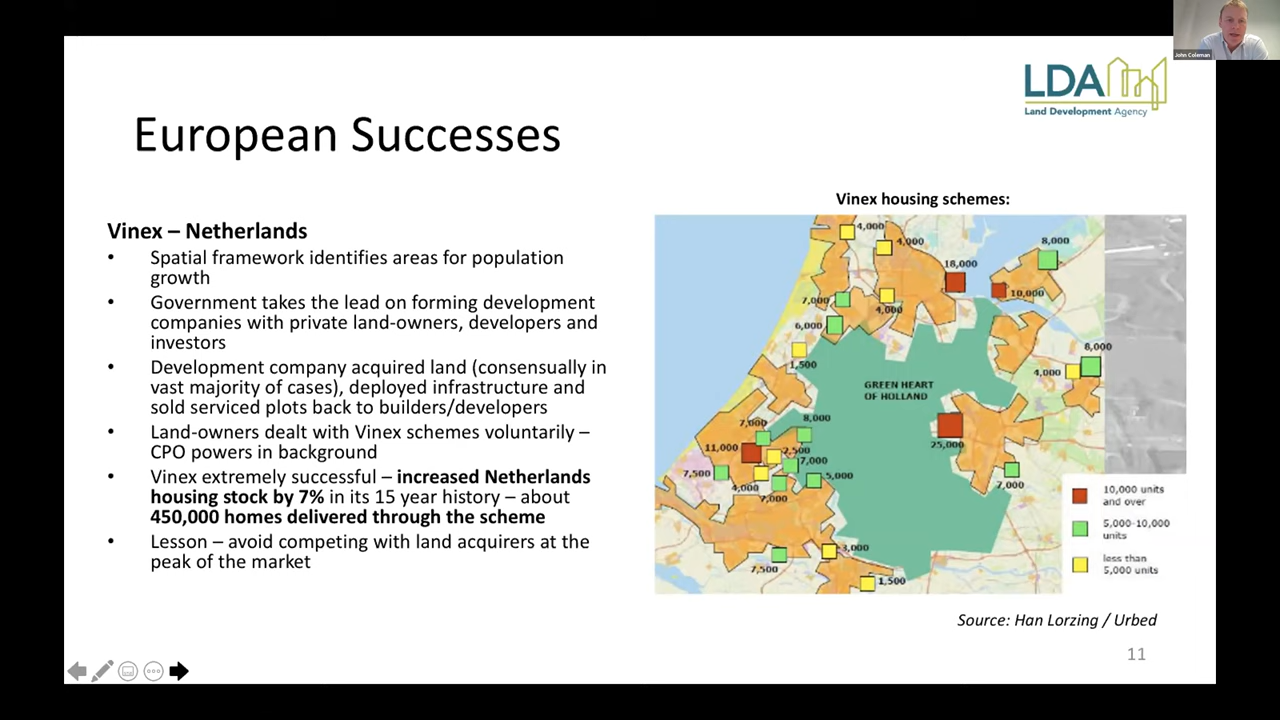 John Coleman
LDA
Land Development Agency
European Successes
Vinex – Netherlands
• Spatial framework identifies areas for population
growth
• Government takes the lead on forming development
companies with private land-owners, developers and
investors
• Development company acquired land (consensually in
vast majority of cases), deployed infrastructure and
sold serviced plots back to builders/developers
• Land-owners dealt with Vinex schemes voluntarily –
CPO powers in background
• Vinex extremely successful – increased Netherlands
housing stock by 7% in its 15 year history – about
450,000 homes delivered through the scheme
• Lesson – avoid competing with land acquirers at the
peak of the market
Vinex housing schemes:
4,000
4,000
8,000
18,000
10,000
7,000
4,000
6,000
1,500
8,000
4,000
GREEN HEART
OF HOLLAND
7,000
8,000
11,000
2,500
25,000
7,500
7,000
5,000
4,000
7,000
7,000
3,000
7,500
1,500
10,000 units
and over
5,000-10,000
units
less than
5,000 units
Source: Han Lorzing / Urbed
11